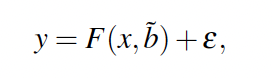 y = F(x, b̃) + ε,